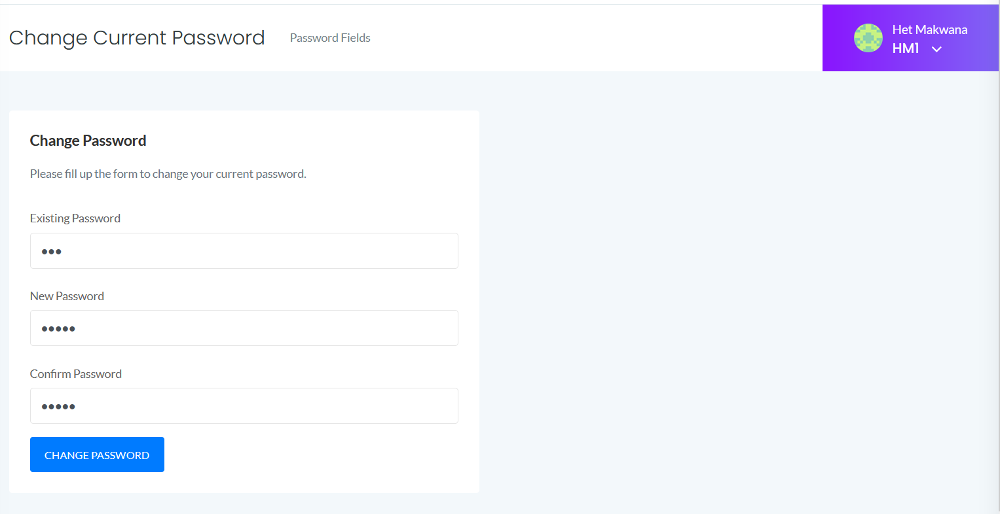 Change Current Password
Password Fields
Het Makwana
HM1
Change Password
Please fill up the form to change your current password.
Existing Password
•••
New Password
•••••
Confirm Password
•••••
CHANGE PASSWORD